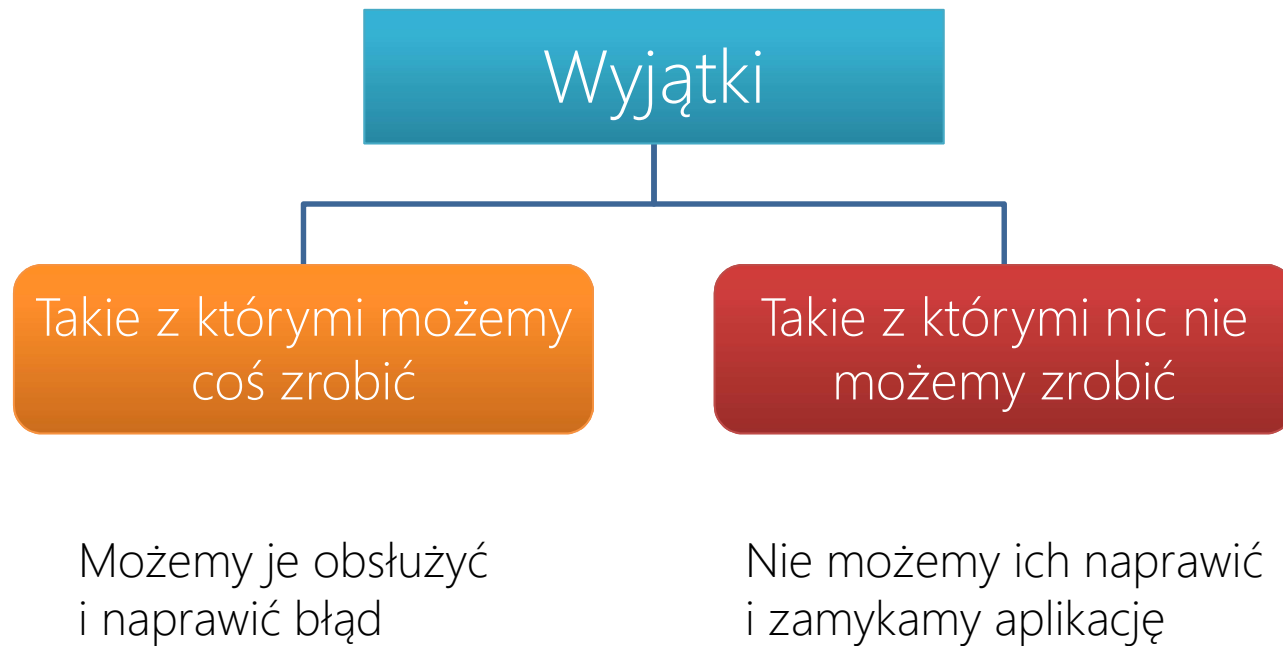 Wyjątki
Takie z którymi możemy
coś zrobić
Takie z którymi nic nie
możemy zrobić
Możemy je obsłużyć
i naprawić błąd
Nie możemy ich naprawić
i zamykamy aplikację